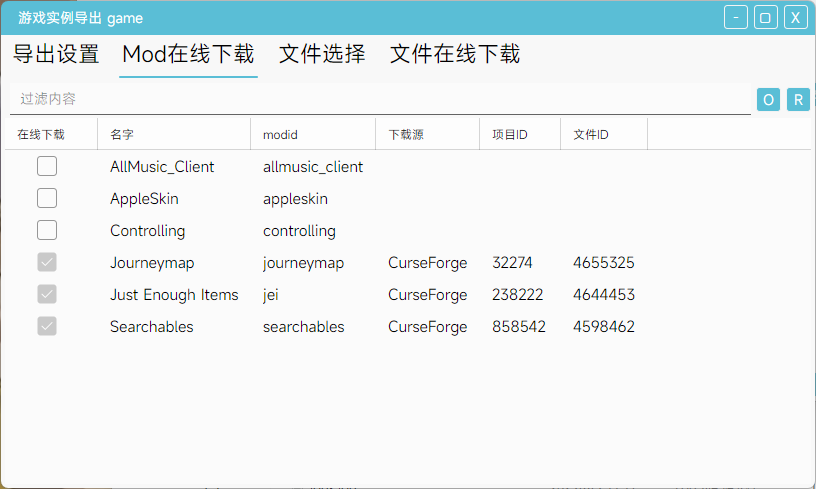 游戏实例导出 game
- X
导出设置 Mod在线下载 文件选择 文件在线下载
过滤内容 O R
在线下载 名字 modid 下载源 项目ID 文件ID
AllMusic_Client allmusic_client
AppleSkin appleskin
Controlling controlling
Journeymap journeymap CurseForge 32274 4655325
Just Enough Items jei CurseForge 238222 4644453
Searchables searchables CurseForge 858542 4598462